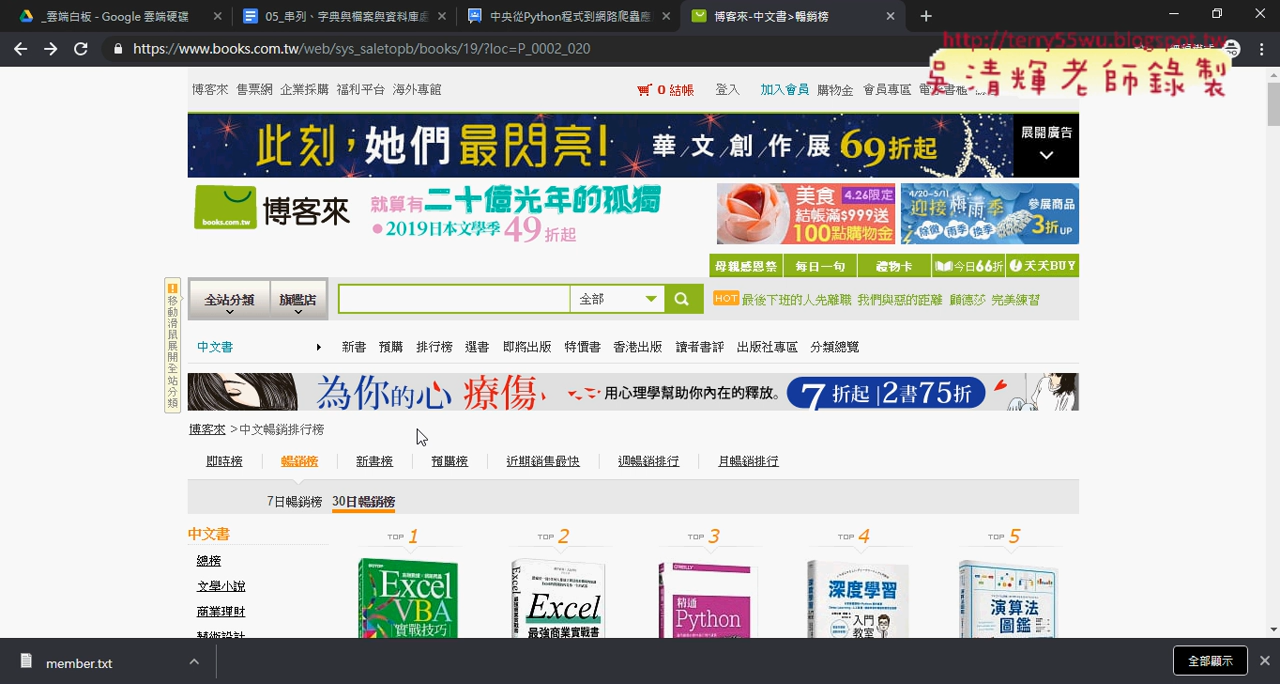 _雲端白板 - Google 雲端硬碟
05_串列、字典與檔案與資料庫處
中央從Python程式到網路爬蟲應
博客來-中文書>暢銷榜
https://www.books.com.tw/web/sys_saletopb/books/19/?loc=P_0002_020
http://terry55wu.blogspot.tw
吳清輝老師錄製
博客來 售票網 企業採購 福利平台 海外專館
0 結帳 登入 加入會員 購物金 會員專區
此刻,她們最閃亮! 華/文/創/作/展 69折起
展開廣告
books.com.tw 博客來
就算有二十億光年的孤獨
2019日本文學季 49折起
美食 4.26限定
結帳滿$999送
100點購物金
4/20-5/11
迎接梅雨季
除黴 雨季 換季
參展商品
3折UP
母親感恩祭 每日一句 禮物卡 今日66折 天天BUY
移動滑鼠展開全站分類
全站分類 旗艦店 全部
HOT 最後下班的人先離職 我們與惡的距離 顧德莎 完美練習
中文書 新書 預購 排行榜 選書 即將出版 特價書 香港出版 讀者書評 出版社專區 分類總覽
為你的心療傷 用心理學幫助你內在的釋放。 7折起|2書75折
博客來 >中文暢銷排行榜
即時榜 暢銷榜 新書榜 預購榜 近期銷售最快 週暢銷排行 月暢銷排行
7日暢銷榜 30日暢銷榜
中文書
TOP 1 TOP 2 TOP 3 TOP 4 TOP 5
總榜
文學小說
商業理財
藝術設計
Excel
VBA
實戰技巧
Excel
最強商業實戰書
O'REILLY
精通
Python
深度學習
入門
教室
演算法
圖鑑
member.txt
全部顯示